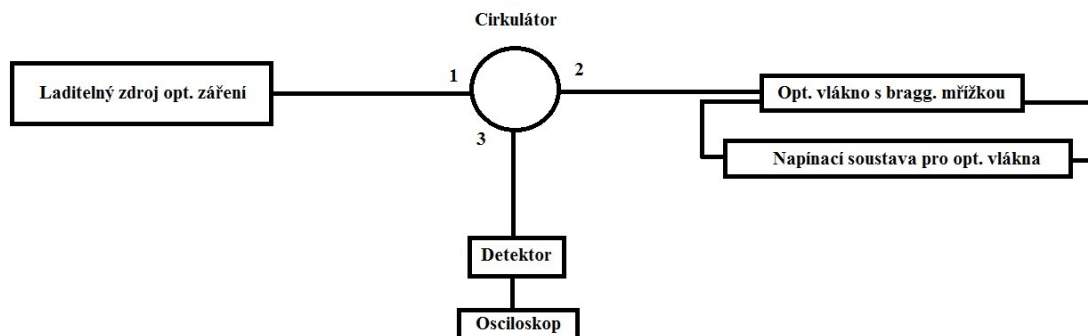 Cirkulátor
Laditelný zdroj opt. záření
1
2
3
Opt. vlákno s bragg. mřížkou
Napínací soustava pro opt. vlákna
Detektor
Osciloskop